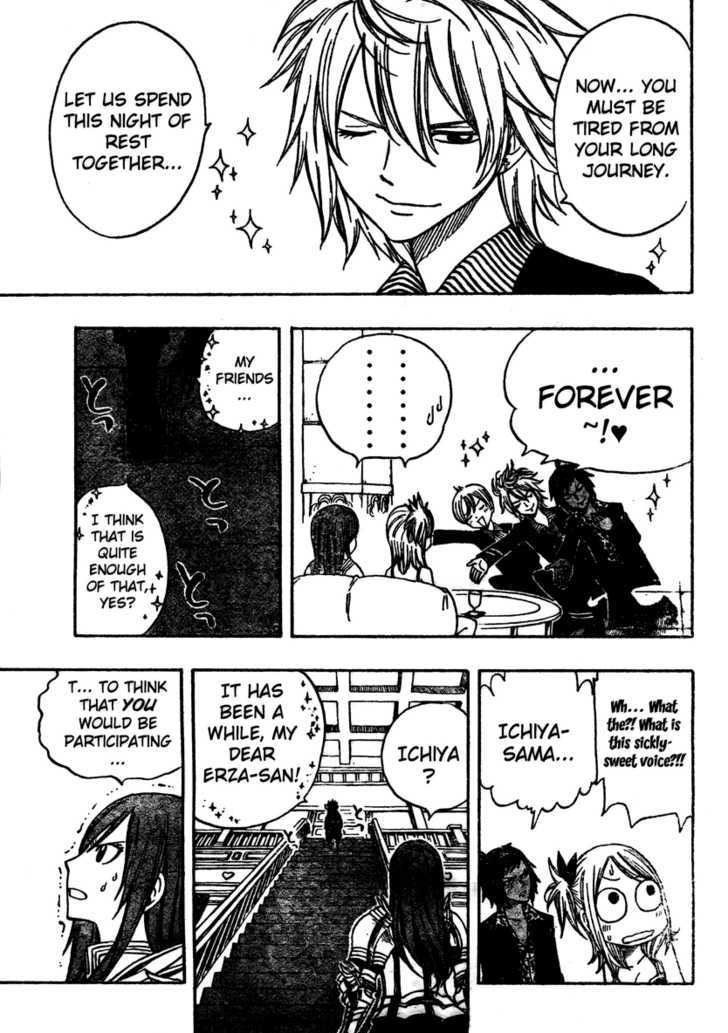 NOW... YOU
MUST BE
TIRED FROM
YOUR LONG
JOURNEY.
LET US SPEND
THIS NIGHT OF
REST
TOGETHER...
...
FOREVER
~!♥
MY
FRIENDS
...
I THINK
THAT IS
QUITE
ENOUGH
OF THAT,
YES?
Wh... What
the?! What is
this sickly-
sweet voice?!!
ICHIYA-
SAMA...
ICHIYA
?
IT HAS
BEEN A
WHILE, MY
DEAR
ERZA-SAN!
T... TO THINK
THAT YOU
WOULD BE
PARTICIPATING
...